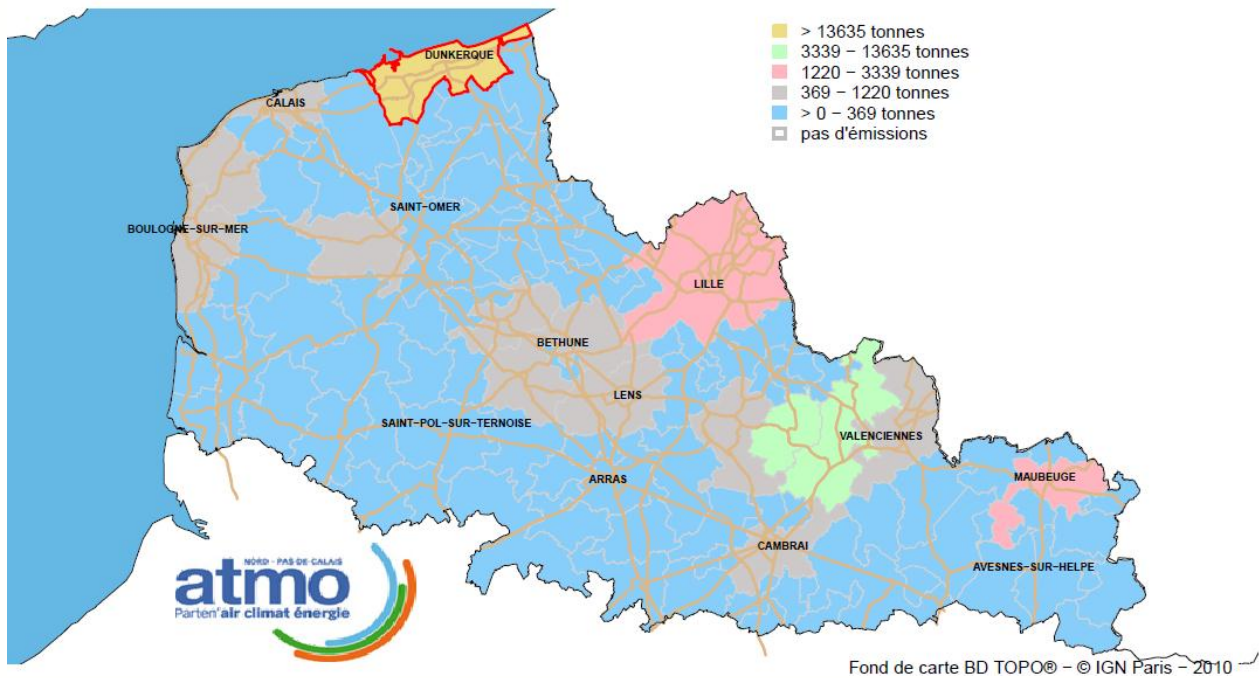 > 13635 tonnes
3339 − 13635 tonnes
1220 − 3339 tonnes
369 − 1220 tonnes
> 0 − 369 tonnes
pas d'émissions
DUNKERQUE
CALAIS
SAINT−OMER
BOULOGNE−SUR−MER
LILLE
BETHUNE
LENS
SAINT−POL−SUR−TERNOISE
VALENCIENNES
ARRAS
MAUBEUGE
CAMBRAI
AVESNES−SUR−HELPE
NORD - PAS-DE-CALAIS
atmo
Parten'air climat énergie
Fond de carte BD TOPO® − © IGN Paris − 2010